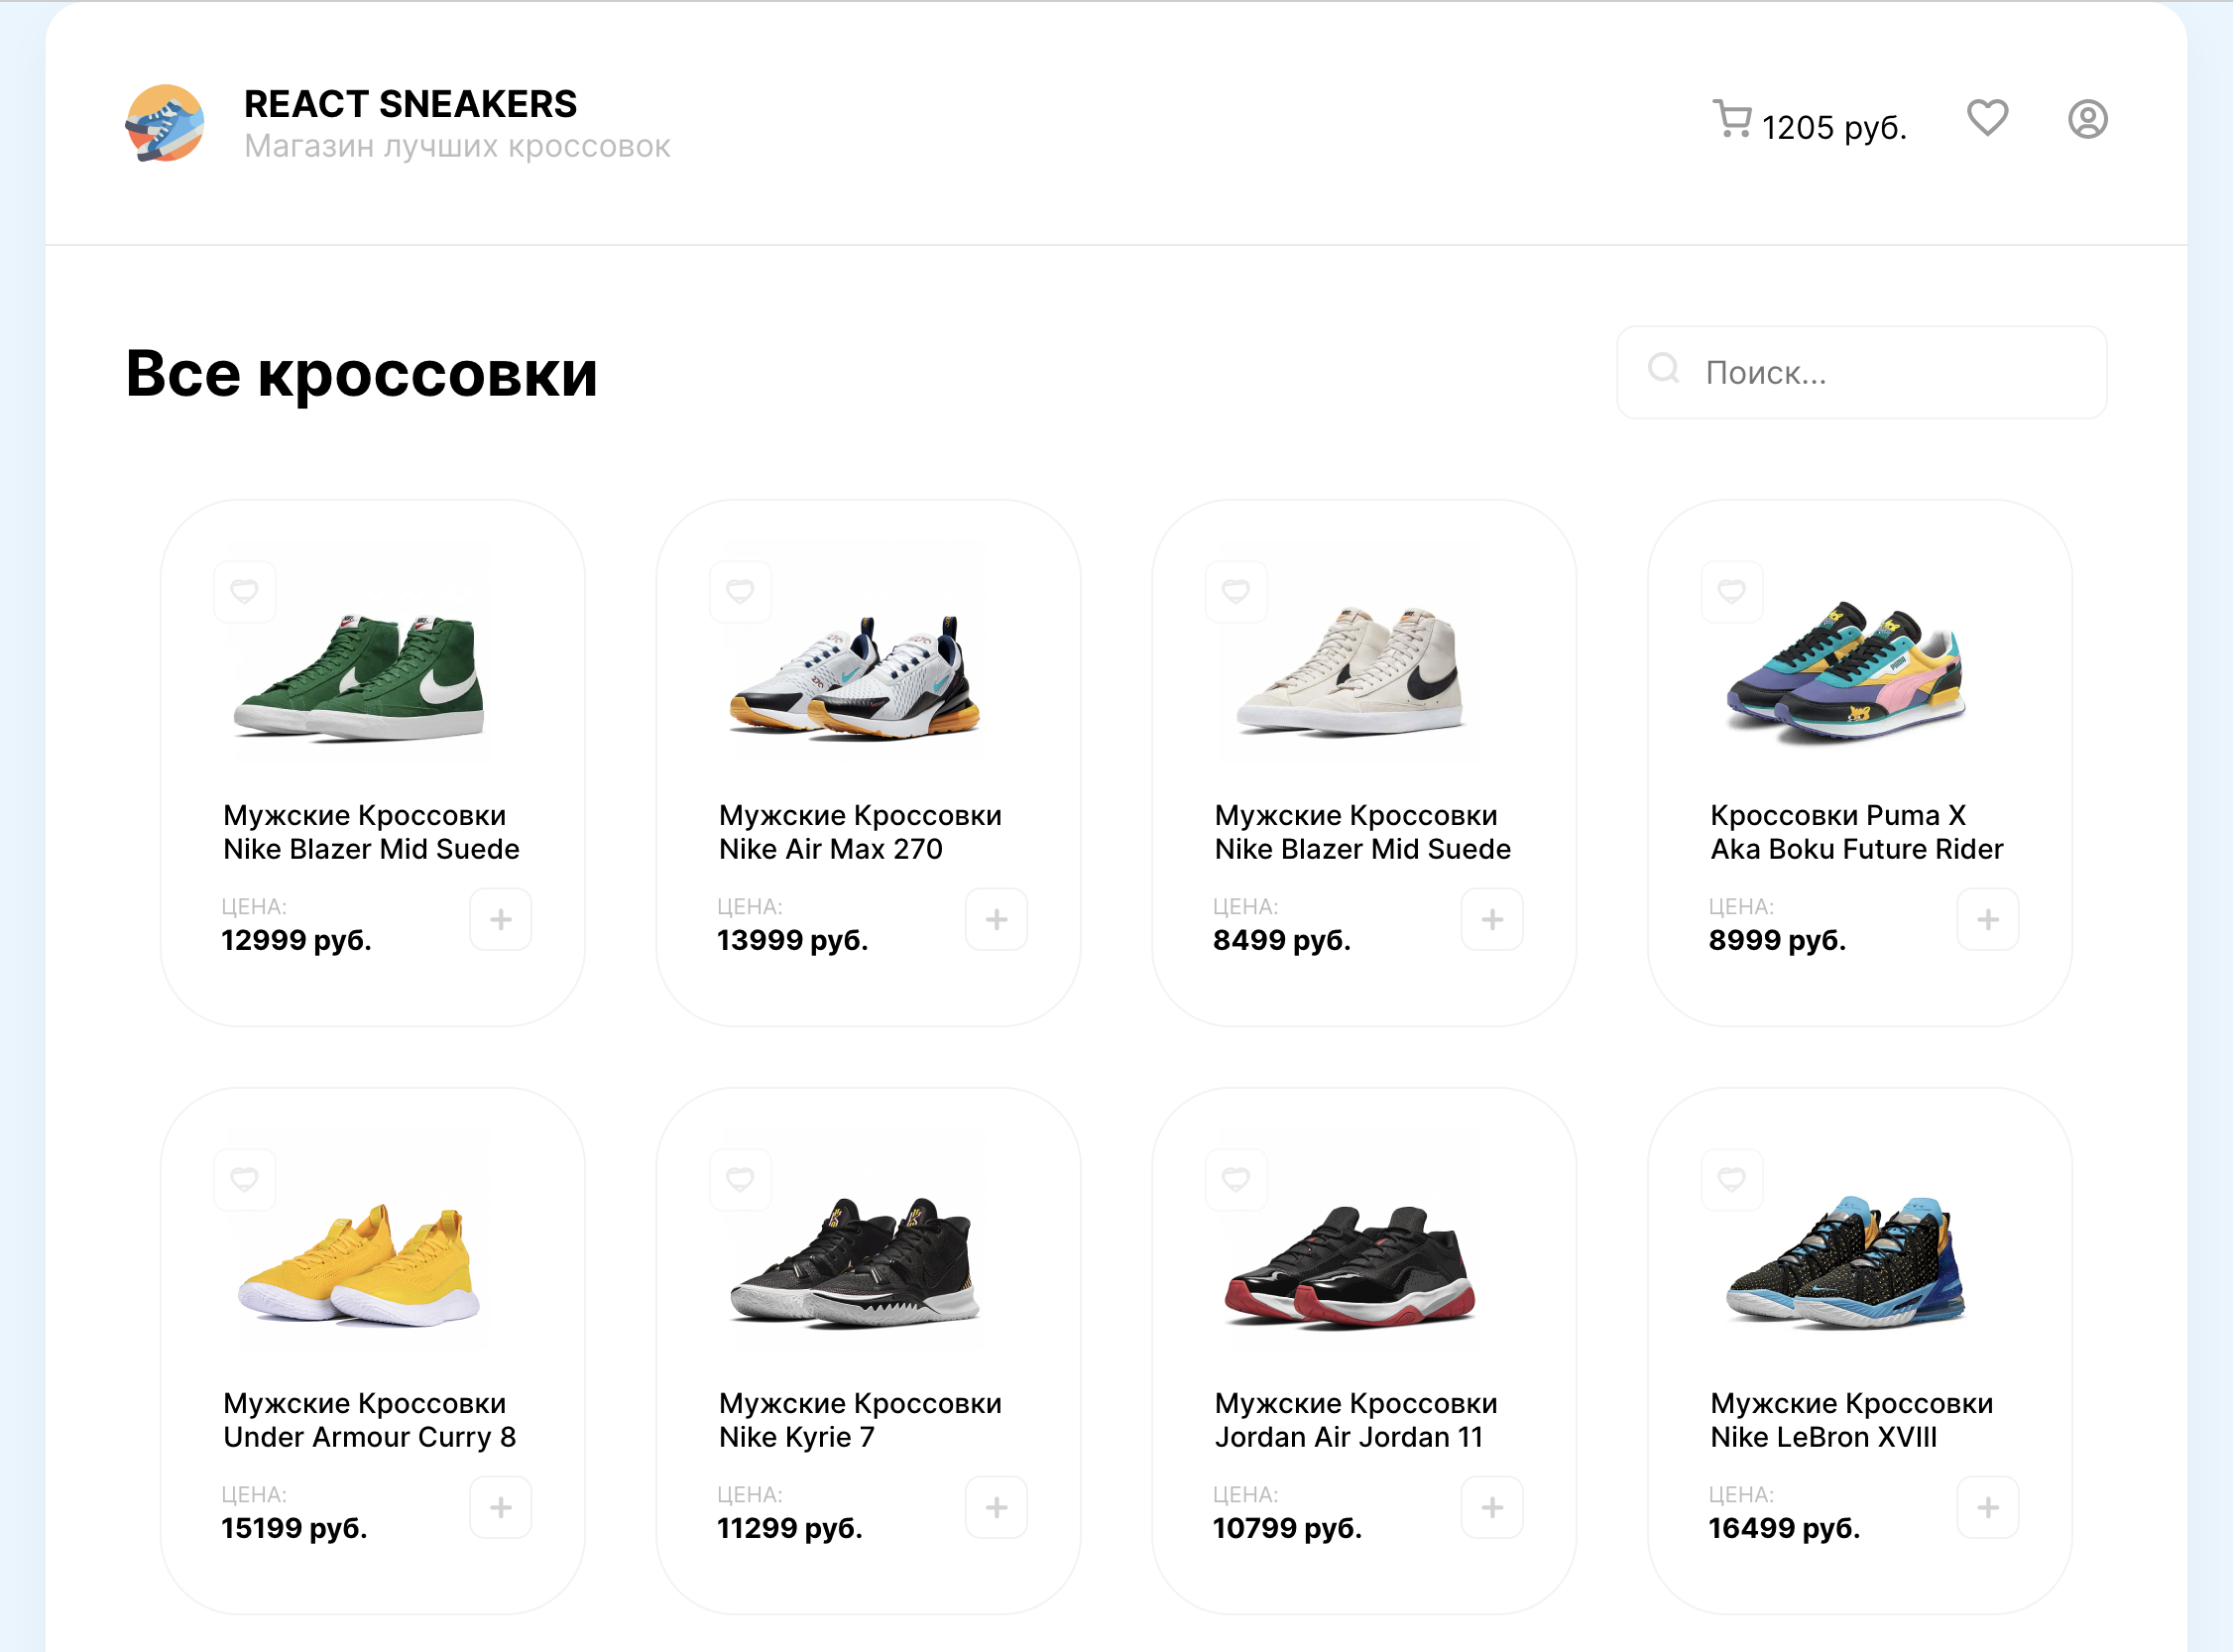 REACT SNEAKERS
Магазин лучших кроссовок
1205 руб.
Все кроссовки
Поиск...
Мужские Кроссовки
Nike Blazer Mid Suede
ЦЕНА:
12999 руб.
Мужские Кроссовки
Nike Air Max 270
ЦЕНА:
13999 руб.
Мужские Кроссовки
Nike Blazer Mid Suede
ЦЕНА:
8499 руб.
Кроссовки Puma X
Aka Boku Future Rider
ЦЕНА:
8999 руб.
Мужские Кроссовки
Under Armour Curry 8
ЦЕНА:
15199 руб.
Мужские Кроссовки
Nike Kyrie 7
ЦЕНА:
11299 руб.
Мужские Кроссовки
Jordan Air Jordan 11
ЦЕНА:
10799 руб.
Мужские Кроссовки
Nike LeBron XVIII
ЦЕНА:
16499 руб.